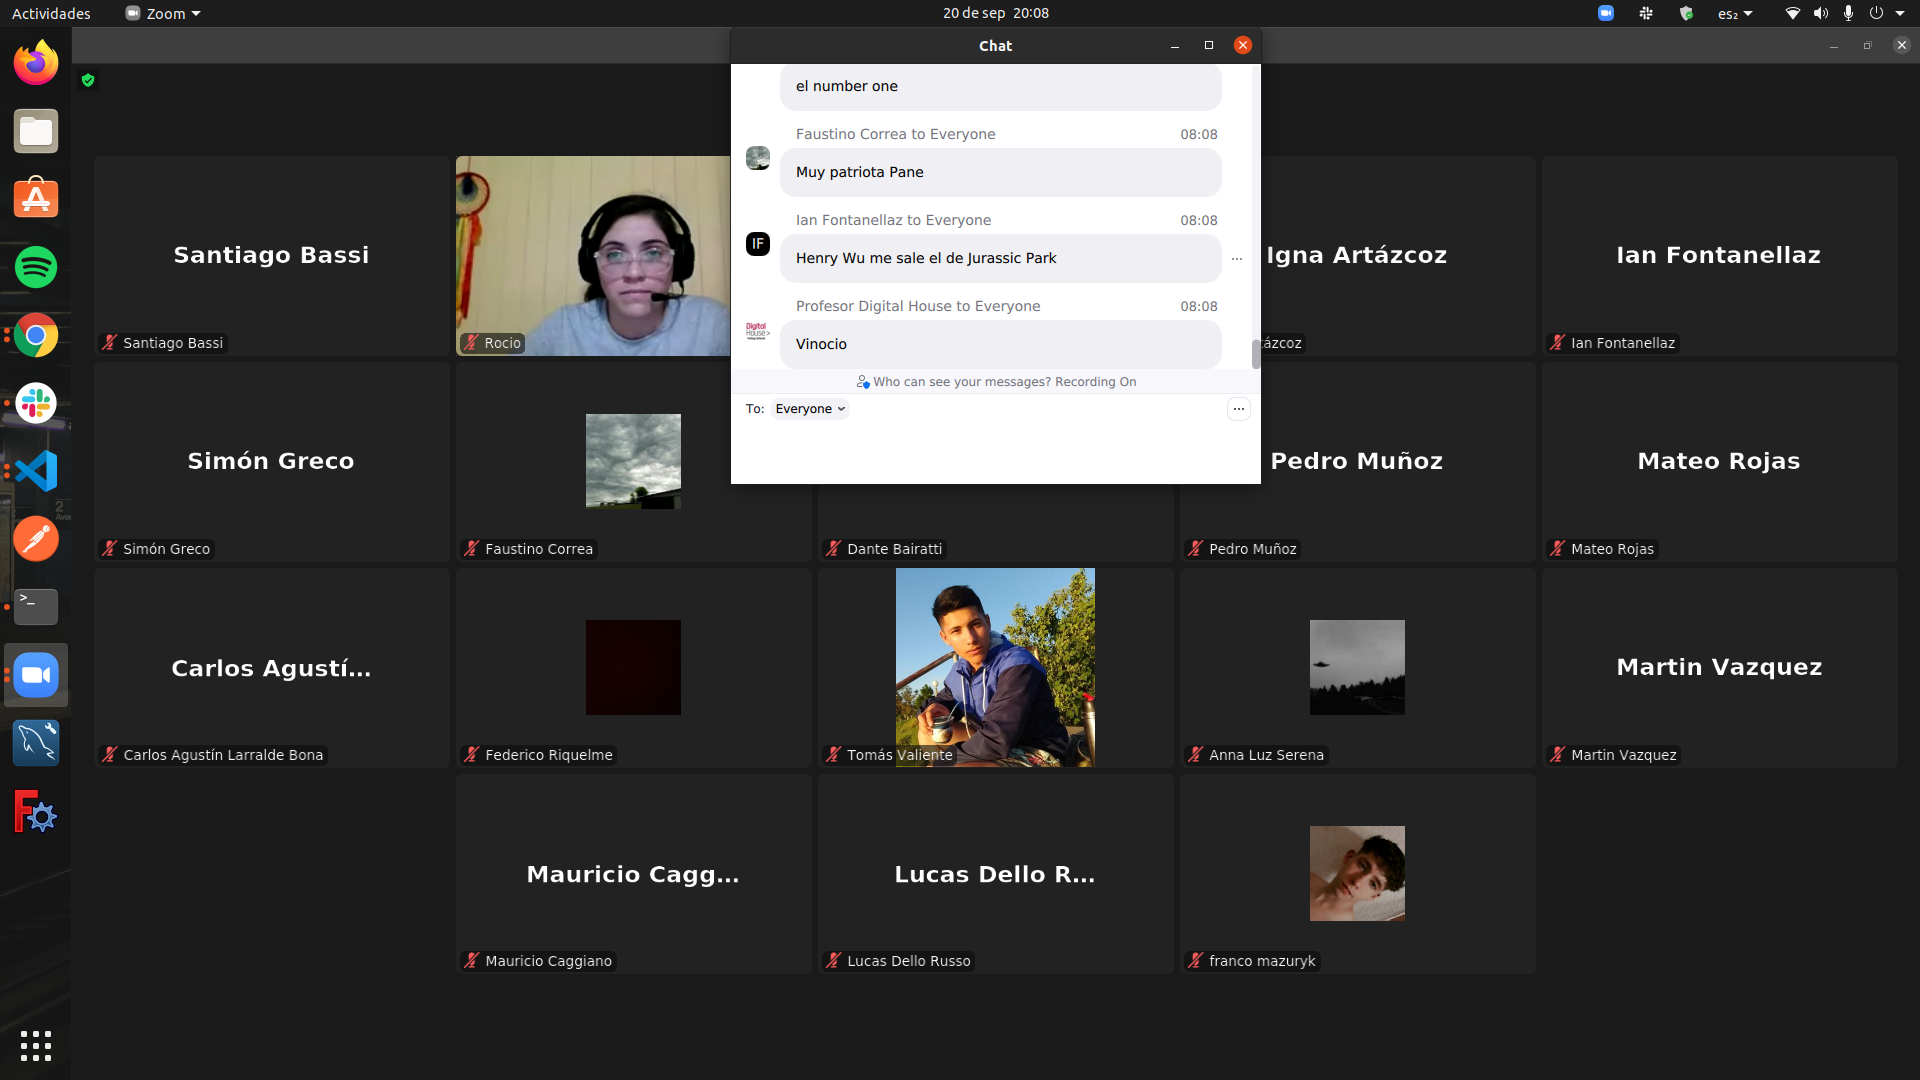 Actividades
Zoom
20 de sep 20:08
es₂
Chat
el number one
Faustino Correa to Everyone 08:08
Muy patriota Pane
Ian Fontanellaz to Everyone 08:08
IF
Henry Wu me sale el de Jurassic Park
Profesor Digital House to Everyone 08:08
Digital
House>
Vinocio
Who can see your messages? Recording On
To: Everyone
Santiago Bassi
Igna Artázcoz
Ian Fontanellaz
Santiago Bassi
Rocio
tázcoz
Ian Fontanellaz
Simón Greco
Pedro Muñoz
Mateo Rojas
Simón Greco
Faustino Correa
Dante Bairatti
Pedro Muñoz
Mateo Rojas
Carlos Agustí...
Martin Vazquez
Carlos Agustín Larralde Bona
Federico Riquelme
Tomás Valiente
Anna Luz Serena
Martin Vazquez
Mauricio Cagg...
Lucas Dello R...
Mauricio Caggiano
Lucas Dello Russo
franco mazuryk